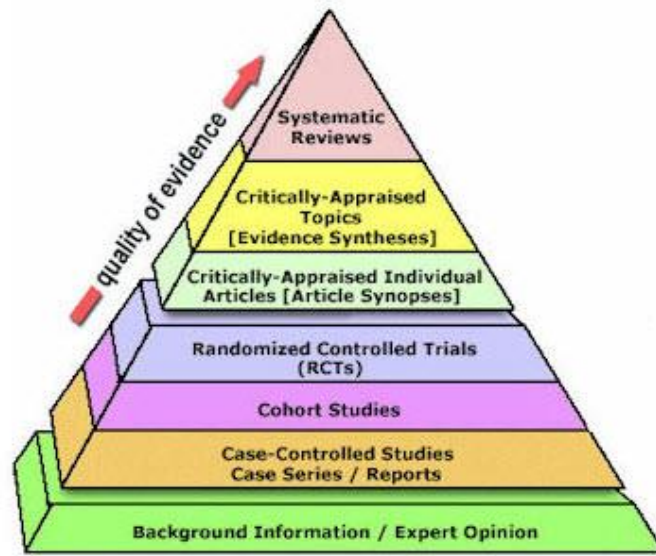 quality of evidence
Systematic
Reviews
Critically-Appraised
Topics
[Evidence Syntheses]
Critically-Appraised Individual
Articles [Article Synopses]
Randomized Controlled Trials
(RCTs)
Cohort Studies
Case-Controlled Studies
Case Series / Reports
Background Information / Expert Opinion